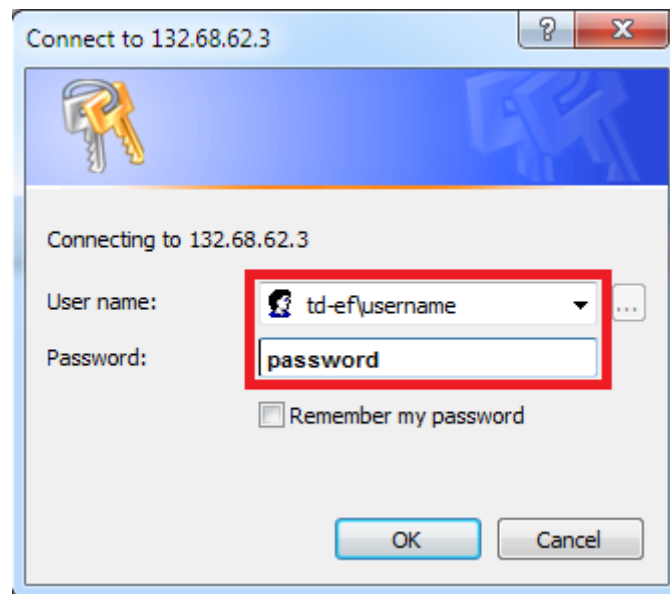 Connect to 132.68.62.3
Connecting to 132.68.62.3
User name: td-ef\username ...
Password: password
Remember my password
OK Cancel